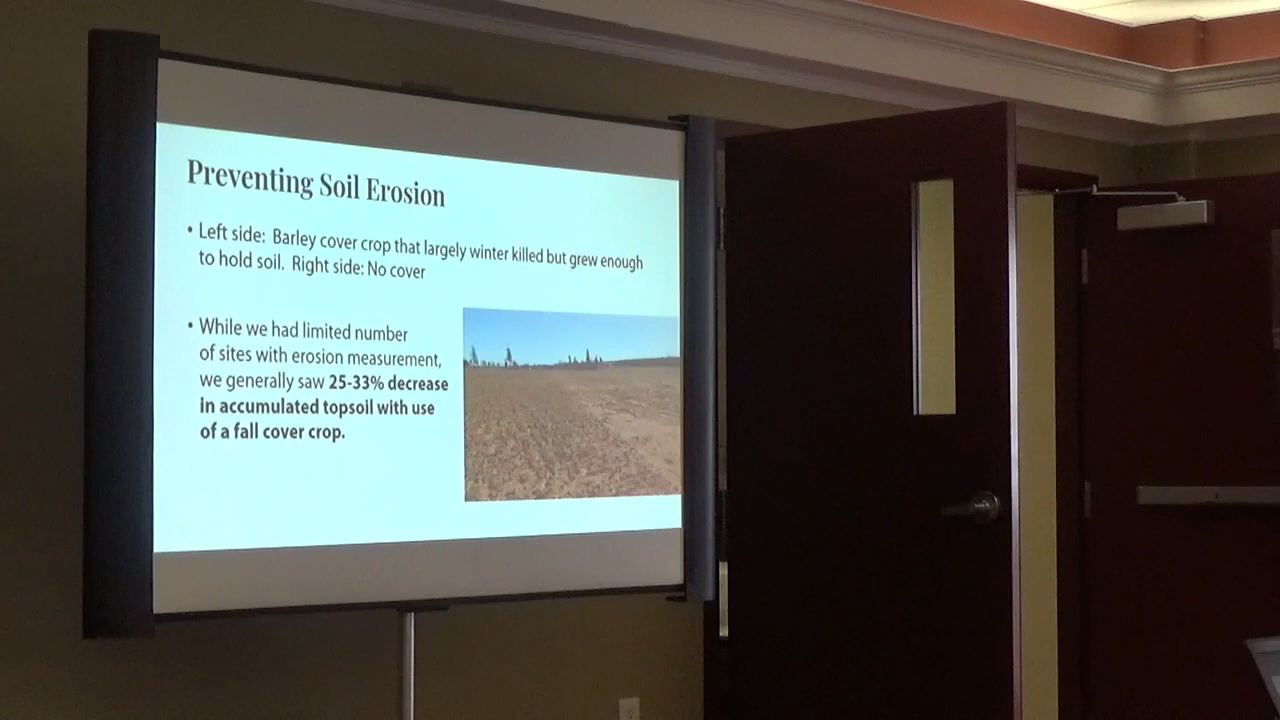 Preventing Soil Erosion
• Left side:  Barley cover crop that largely winter killed but grew enough
to hold soil.  Right side: No cover
• While we had limited number
of sites with erosion measurement,
we generally saw 25-33% decrease
in accumulated topsoil with use
of a fall cover crop.